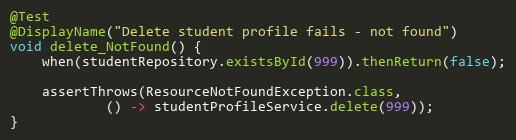 @Test
@DisplayName("Delete student profile fails - not found")
void delete_NotFound() {
    when(studentRepository.existsById(999)).thenReturn(false);

    assertThrows(ResourceNotFoundException.class,
            () -> studentProfileService.delete(999));
}